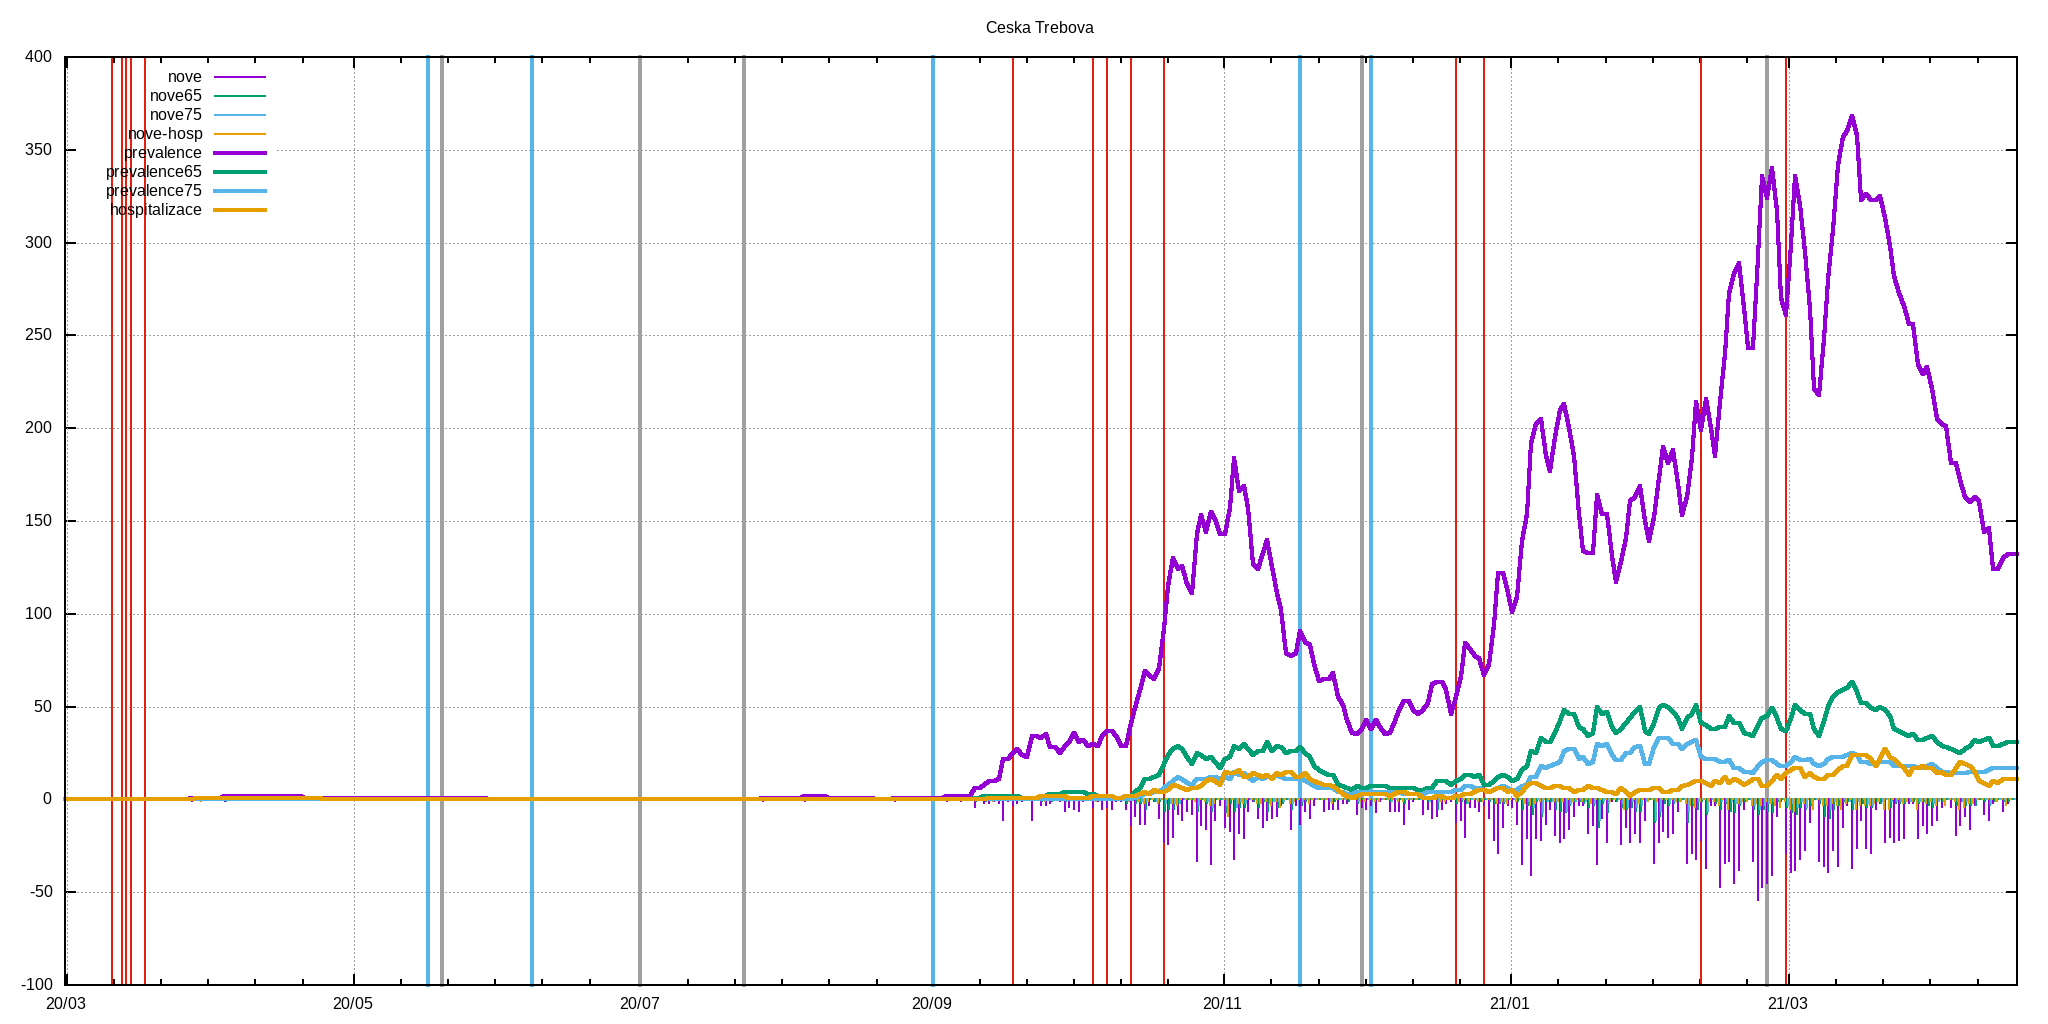 Ceska Trebova
400
350
300
250
200
150
100
50
0
-50
-100
nove
nove65
nove75
nove-hosp
prevalence
prevalence65
prevalence75
hospitalizace
20/03 20/05 20/07 20/09 20/11 21/01 21/03